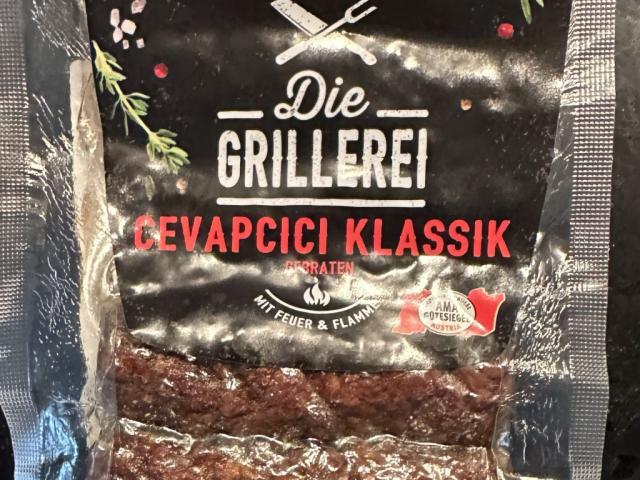 Die
GRILLEREI
CEVAPCICI KLASSIK
GEBRATEN
MIT FEUER & FLAMME
AMA
GÜTESIEGEL
AUSTRIA